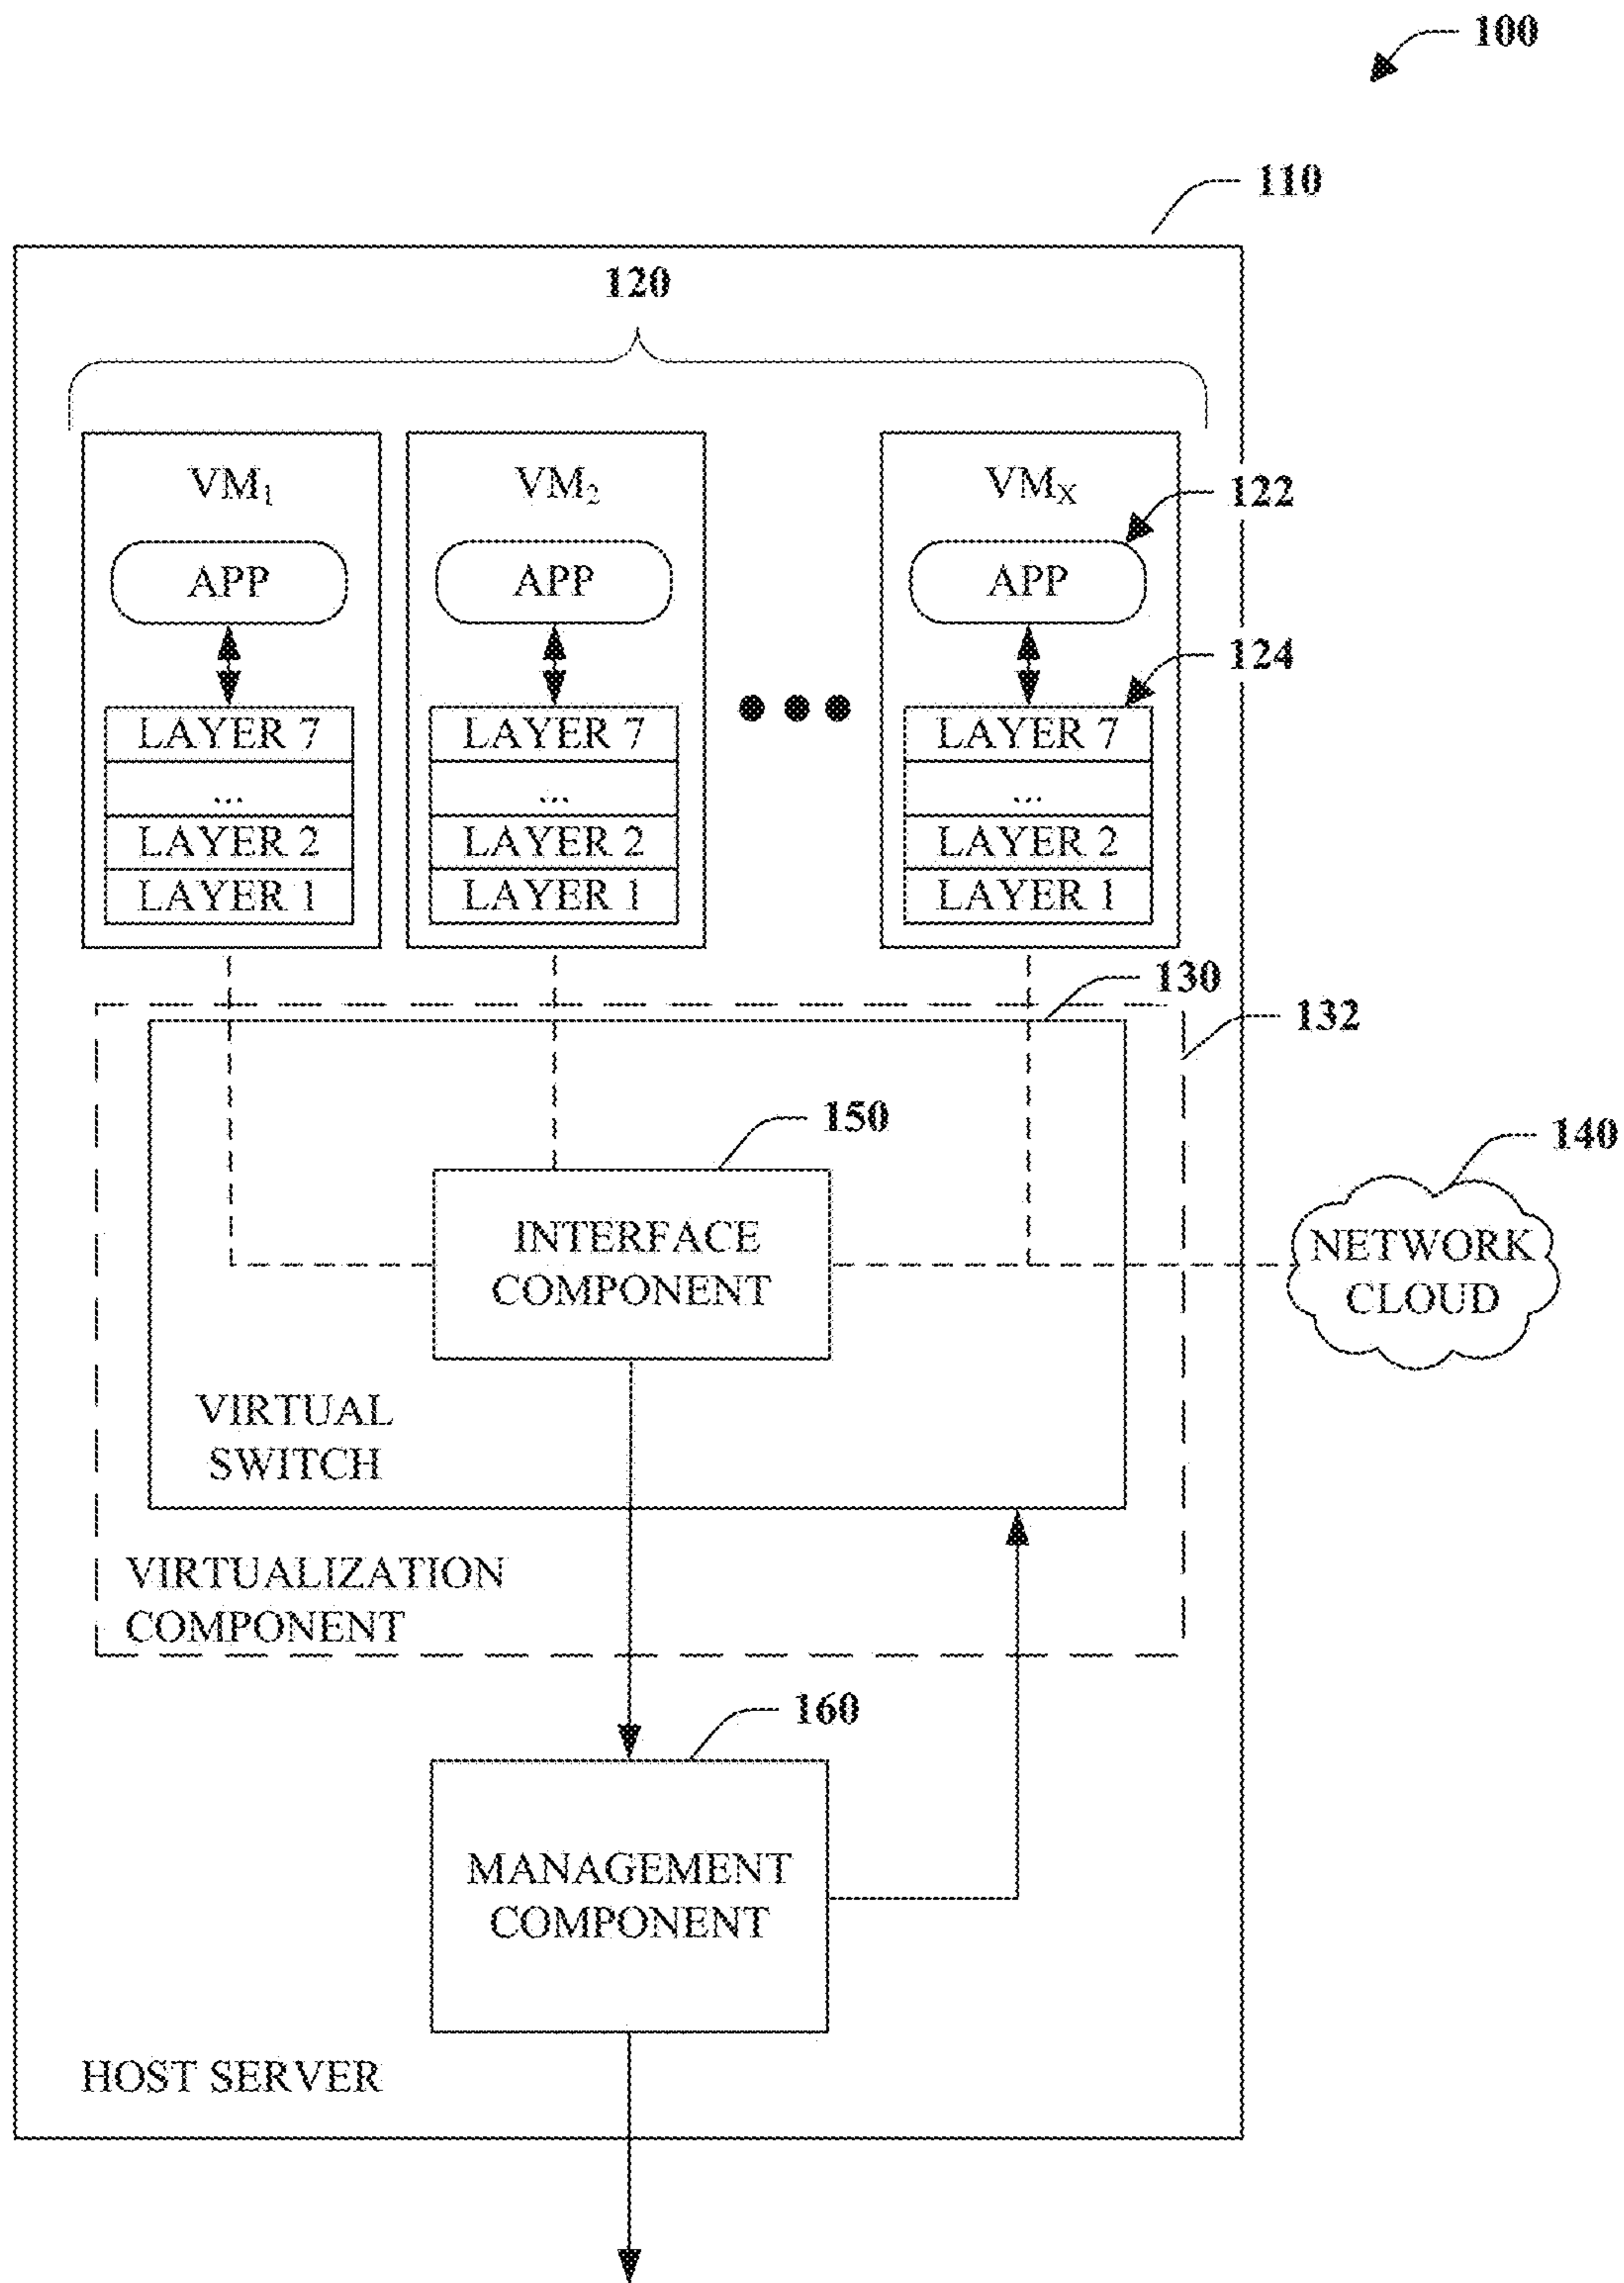 100
110
120
VM1 VM2 VMX
122
APP APP APP
124
LAYER 7 LAYER 7 LAYER 7
... ... ...
LAYER 2 LAYER 2 LAYER 2
LAYER 1 LAYER 1 LAYER 1
130
132
150
140
INTERFACE
COMPONENT
NETWORK
CLOUD
VIRTUAL
SWITCH
VIRTUALIZATION
COMPONENT
160
MANAGEMENT
COMPONENT
HOST SERVER